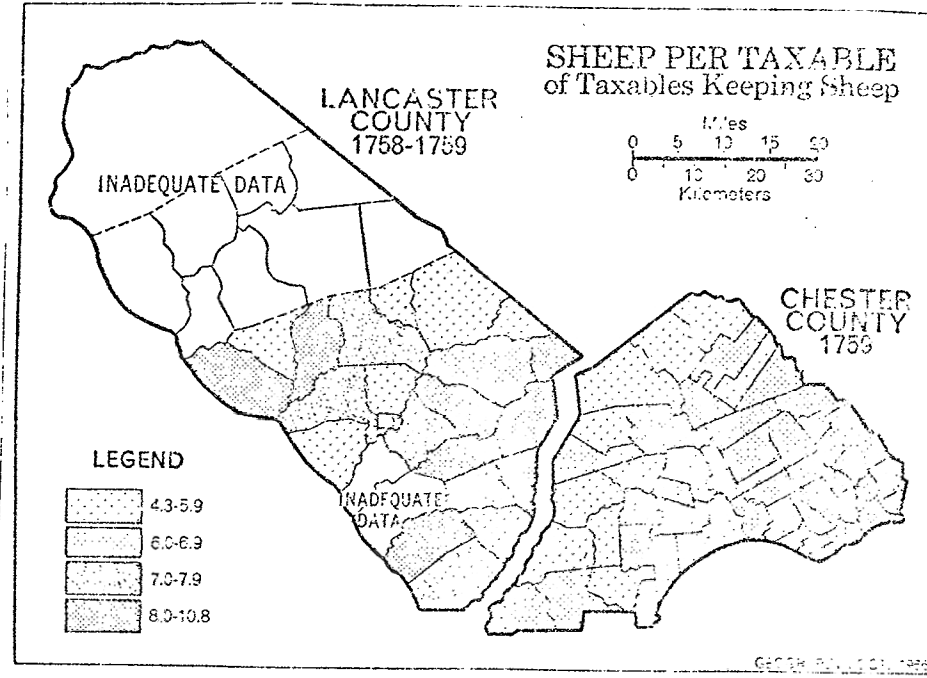 SHEEP PER TAXABLE
of Taxables Keeping Sheep
LANCASTER
COUNTY
1758-1759
Miles
0 5 10 15 20
0 10 20 30
Kilometers
INADEQUATE DATA
CHESTER
COUNTY
1759
LEGEND
4.3-5.9
6.0-6.9
7.0-7.9
8.0-10.8
INADEQUATE
DATA